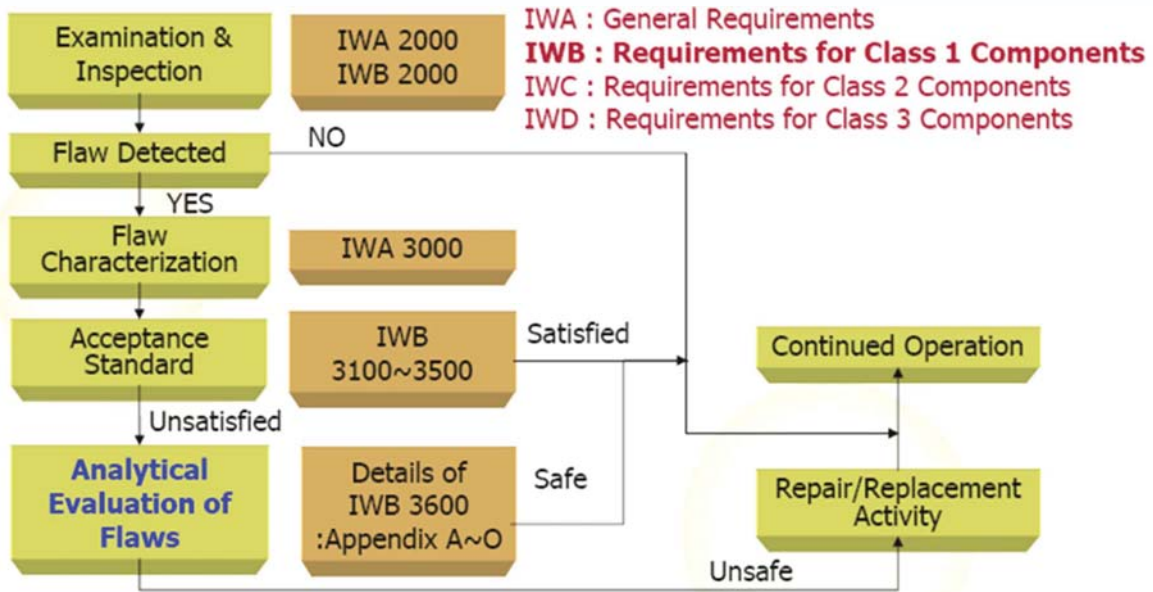 Examination &
Inspection
IWA 2000
IWB 2000
IWA : General Requirements
IWB : Requirements for Class 1 Components
IWC : Requirements for Class 2 Components
IWD : Requirements for Class 3 Components
Flaw Detected
NO
YES
Flaw
Characterization
IWA 3000
Acceptance
Standard
IWB
3100~3500
Satisfied
Continued Operation
Unsatisfied
Analytical
Evaluation of
Flaws
Details of
IWB 3600
:Appendix A~O
Safe
Repair/Replacement
Activity
Unsafe